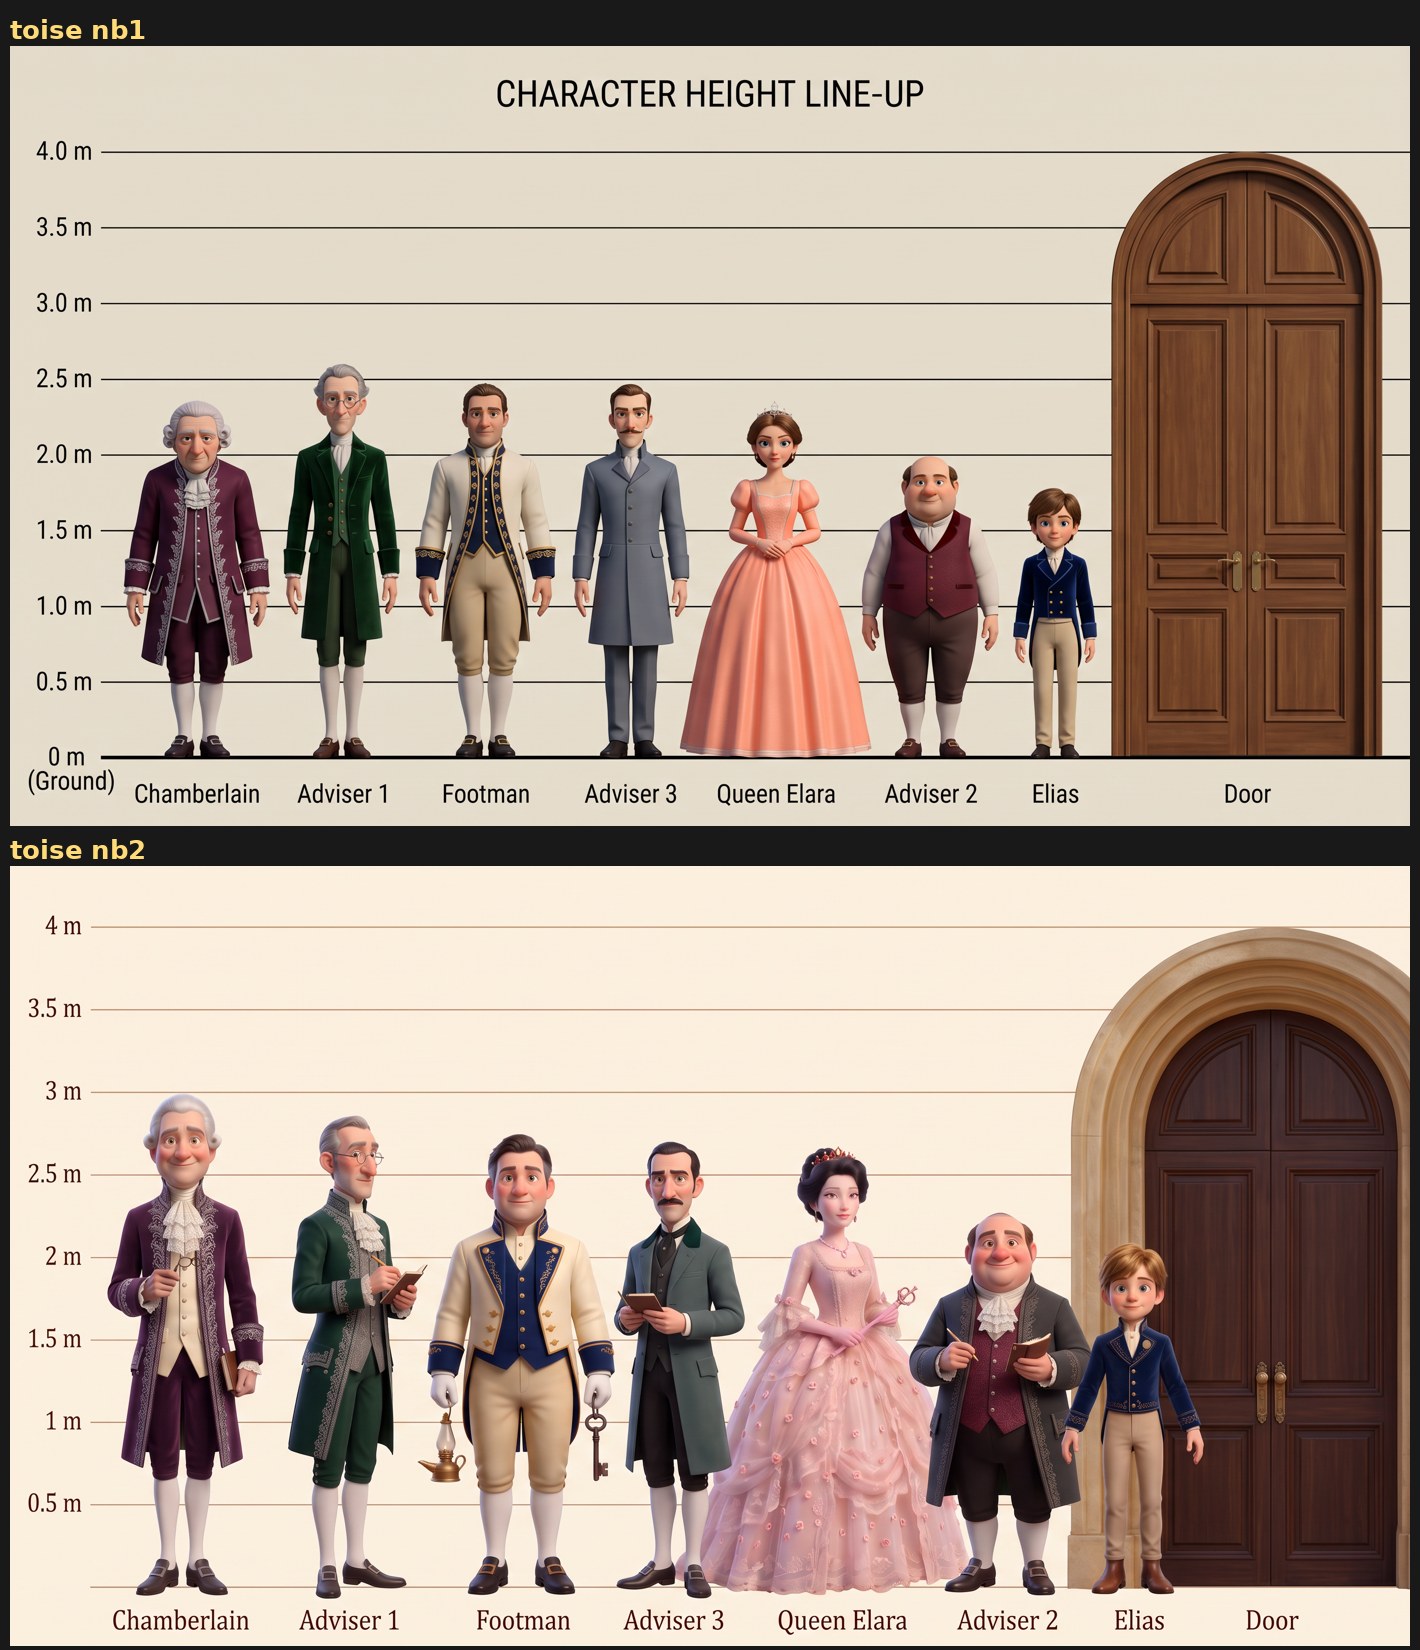 toise nb1
CHARACTER HEIGHT LINE-UP
4.0 m
3.5 m
3.0 m
2.5 m
2.0 m
1.5 m
1.0 m
0.5 m
0 m
(Ground)
Chamberlain Adviser 1 Footman Adviser 3 Queen Elara Adviser 2 Elias Door
toise nb2
4 m
3.5 m
3 m
2.5 m
2 m
1.5 m
1 m
0.5 m
Chamberlain Adviser 1 Footman Adviser 3 Queen Elara Adviser 2 Elias Door